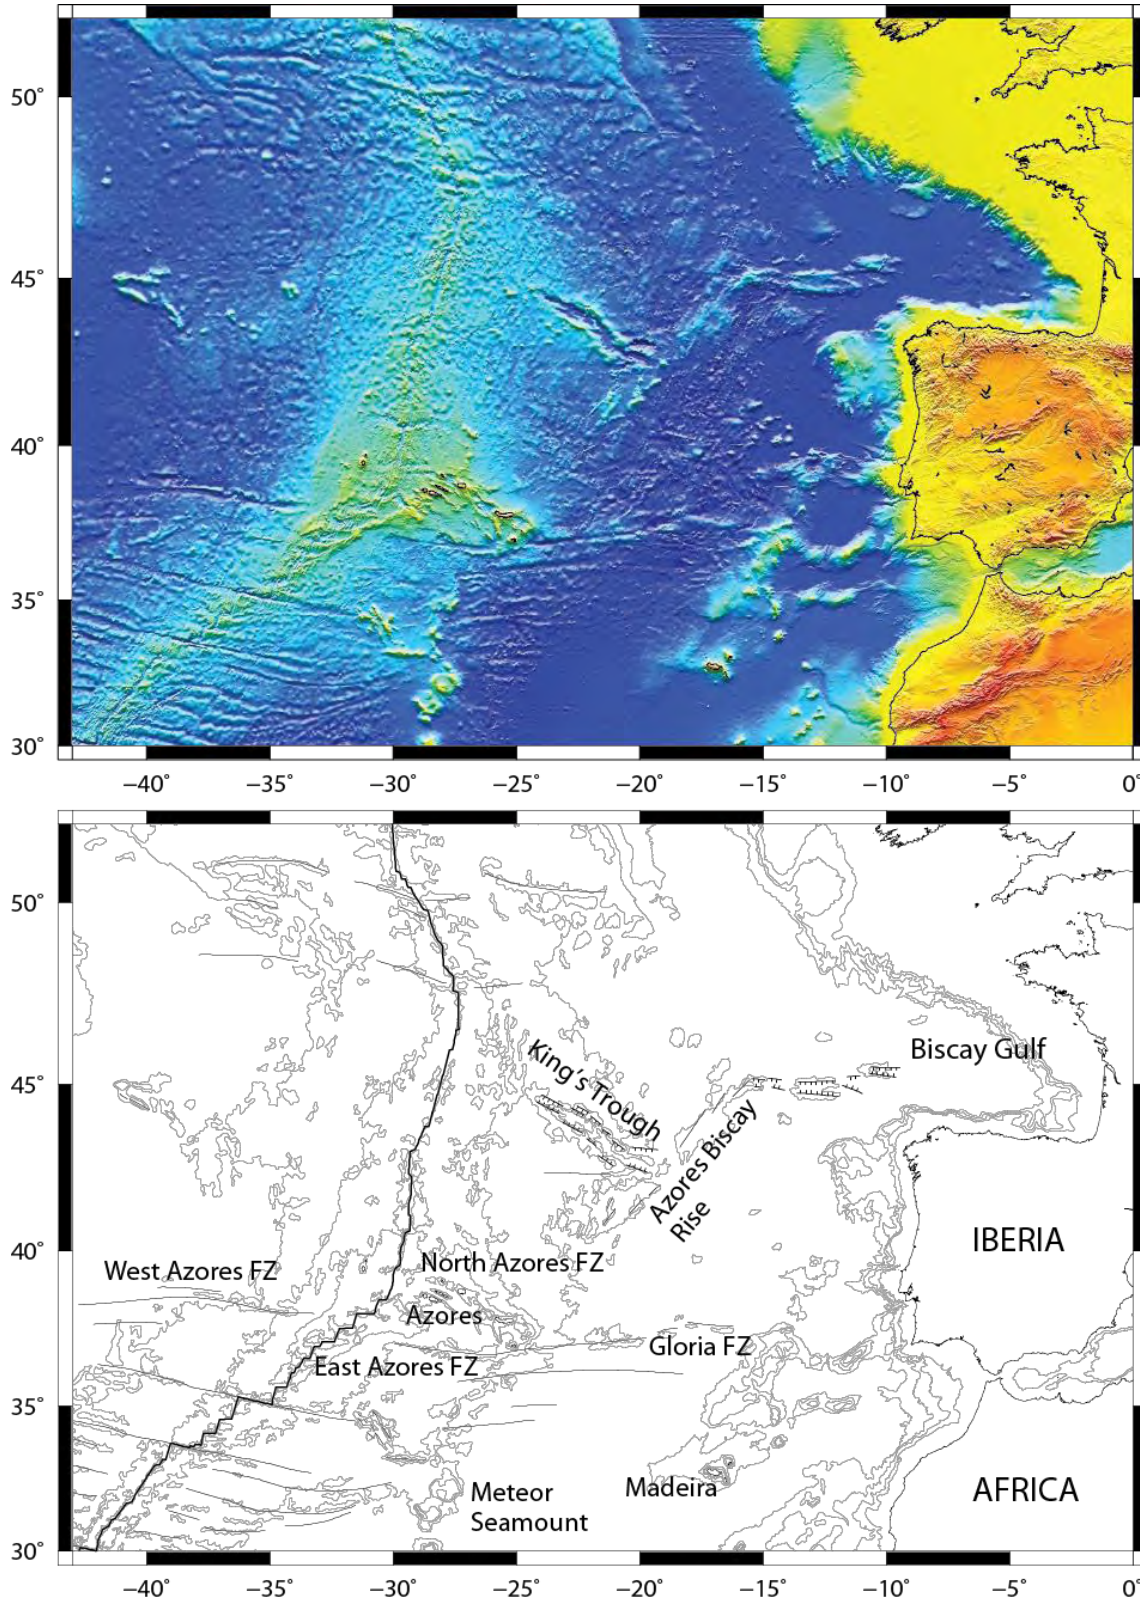 50°
45°
40°
35°
30°
−40° −35° −30° −25° −20° −15° −10° −5° 0°
50°
Biscay Gulf
King's Trough
45°
Azores Biscay
Rise
40°
IBERIA
West Azores FZ
North Azores FZ
Azores
Gloria FZ
East Azores FZ
35°
Madeira
Meteor
Seamount
AFRICA
30°
−40° −35° −30° −25° −20° −15° −10° −5° 0°